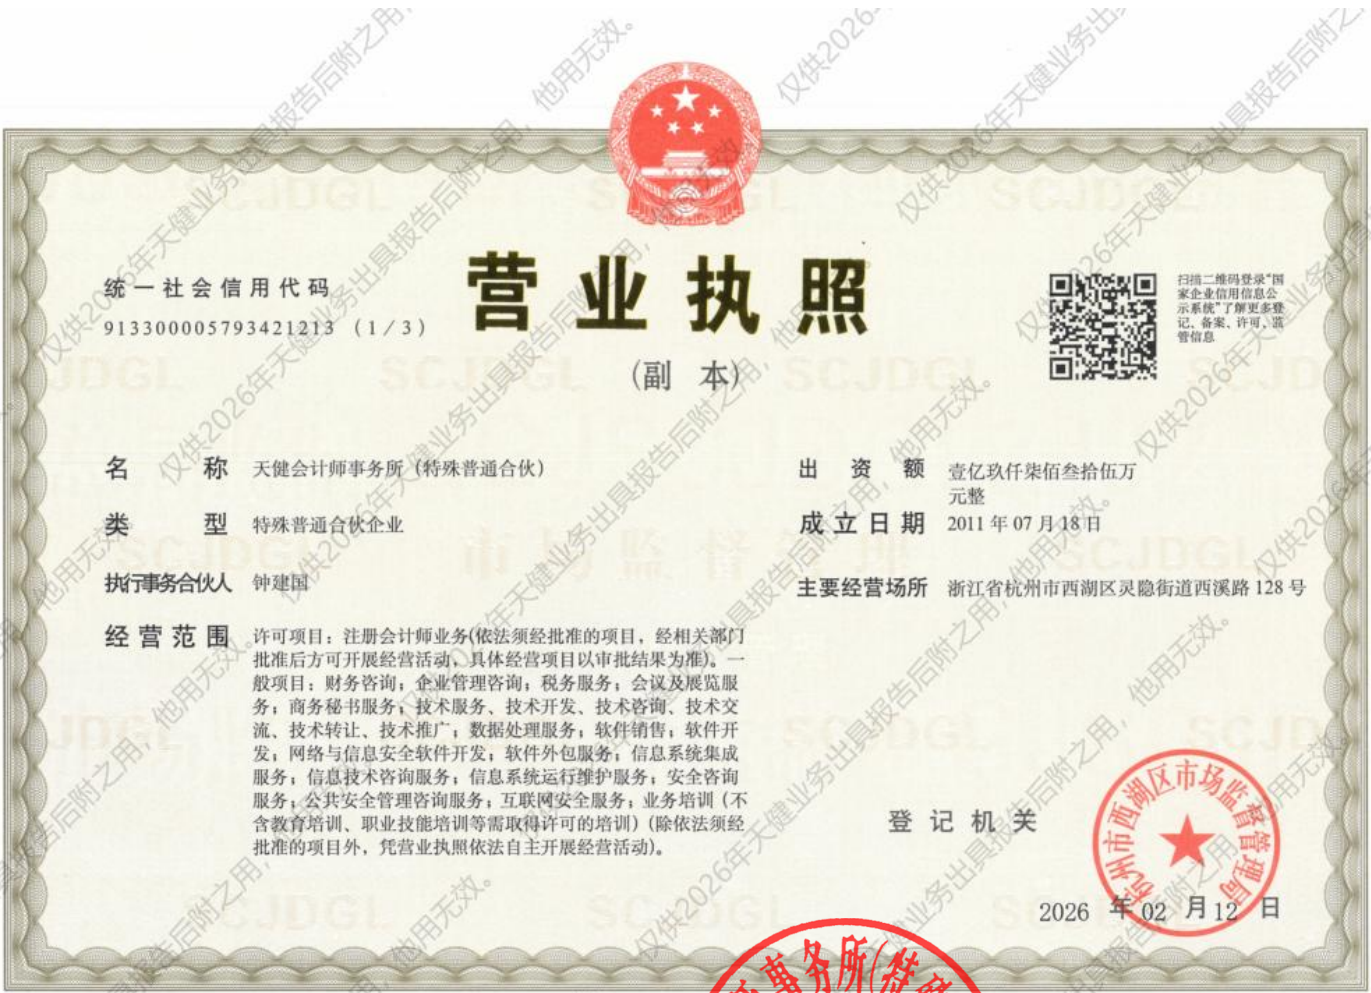 统一社会信用代码
913300005793421213（1/3）
营业执照
（副 本）
扫描二维码登录“国
家企业信用信息公
示系统”了解更多登
记、备案、许可、监
管信息
名 称 天健会计师事务所（特殊普通合伙）
类 型 特殊普通合伙企业
执行事务合伙人 钟建国
经营范围 许可项目：注册会计师业务(依法须经批准的项目，经相关部门
批准后方可开展经营活动，具体经营项目以审批结果为准)。一
般项目：财务咨询；企业管理咨询；税务服务；会议及展览服
务；商务秘书服务；技术服务、技术开发、技术咨询、技术交
流、技术转让、技术推广；数据处理服务；软件销售；软件开
发；网络与信息安全软件开发；软件外包服务；信息系统集成
服务；信息技术咨询服务；信息系统运行维护服务；安全咨询
服务；公共安全管理咨询服务；互联网安全服务；业务培训（不
含教育培训、职业技能培训等需取得许可的培训）(除依法须经
批准的项目外，凭营业执照依法自主开展经营活动)。
出资额 壹亿玖仟柒佰叁拾伍万
元整
成立日期 2011年07月18日
主要经营场所 浙江省杭州市西湖区灵隐街道西溪路128号
登记机关
杭州市西湖区市场监督管理局
2026年02月12日
事务所(特殊
仅供2026年天健业务出具报告后附之用，他用无效。
SCJDGL
市场监督管理